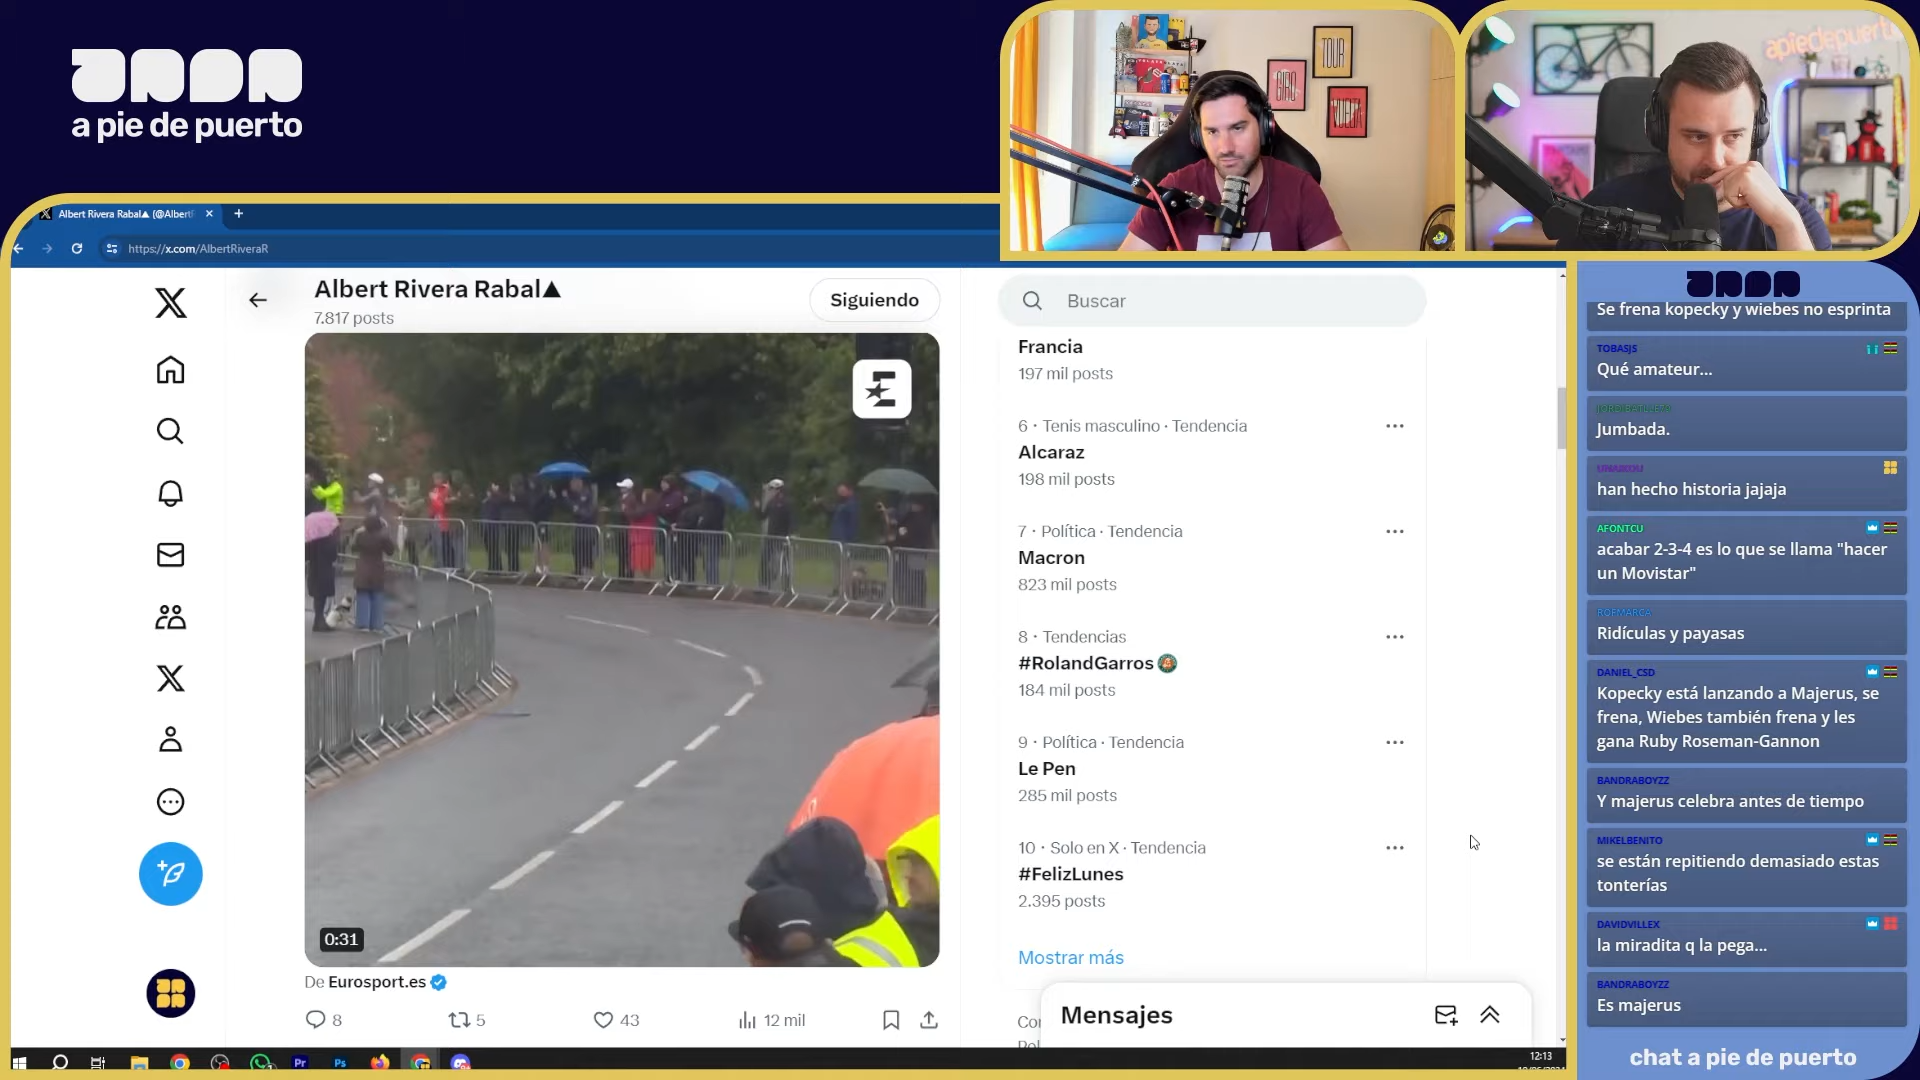 a pie de puerto
TOUR
GIRO
VUELTA
apiedepuerto
Albert Rivera Rabal▲ (@Albert
https://x.com/AlbertRiveraR
Albert Rivera Rabal▲
7.817 posts
Siguiendo
0:31
De Eurosport.es
8
5
43
12 mil
Buscar
Francia
197 mil posts
6 · Tenis masculino · Tendencia
Alcaraz
198 mil posts
7 · Política · Tendencia
Macron
823 mil posts
8 · Tendencias
#RolandGarros
184 mil posts
9 · Política · Tendencia
Le Pen
285 mil posts
10 · Solo en X · Tendencia
#FelizLunes
2.395 posts
Mostrar más
Mensajes
12:13
Se frena kopecky y wiebes no esprinta
TOBASJS
Qué amateur...
Jumbada.
han hecho historia jajaja
AFONTCU
acabar 2-3-4 es lo que se llama "hacer
un Movistar"
ROFMARCA
Ridículas y payasas
DANIEL_CSD
Kopecky está lanzando a Majerus, se
frena, Wiebes también frena y les
gana Ruby Roseman-Gannon
BANDRABOYZZ
Y majerus celebra antes de tiempo
MIKELBENITO
se están repitiendo demasiado estas
tonterías
DAVIDVILLEX
la miradita q la pega...
BANDRABOYZZ
Es majerus
chat a pie de puerto